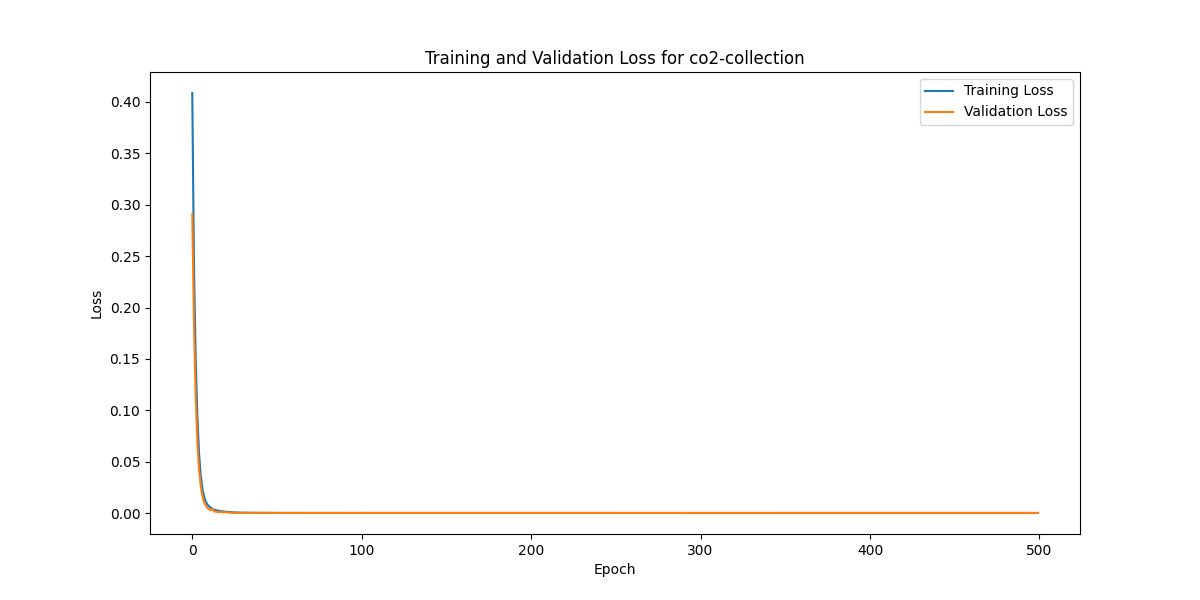 Training and Validation Loss for co2-collection
Training Loss
Validation Loss
0.40
0.35
0.30
0.25
0.20
0.15
0.10
0.05
0.00
Loss
0 100 200 300 400 500
Epoch